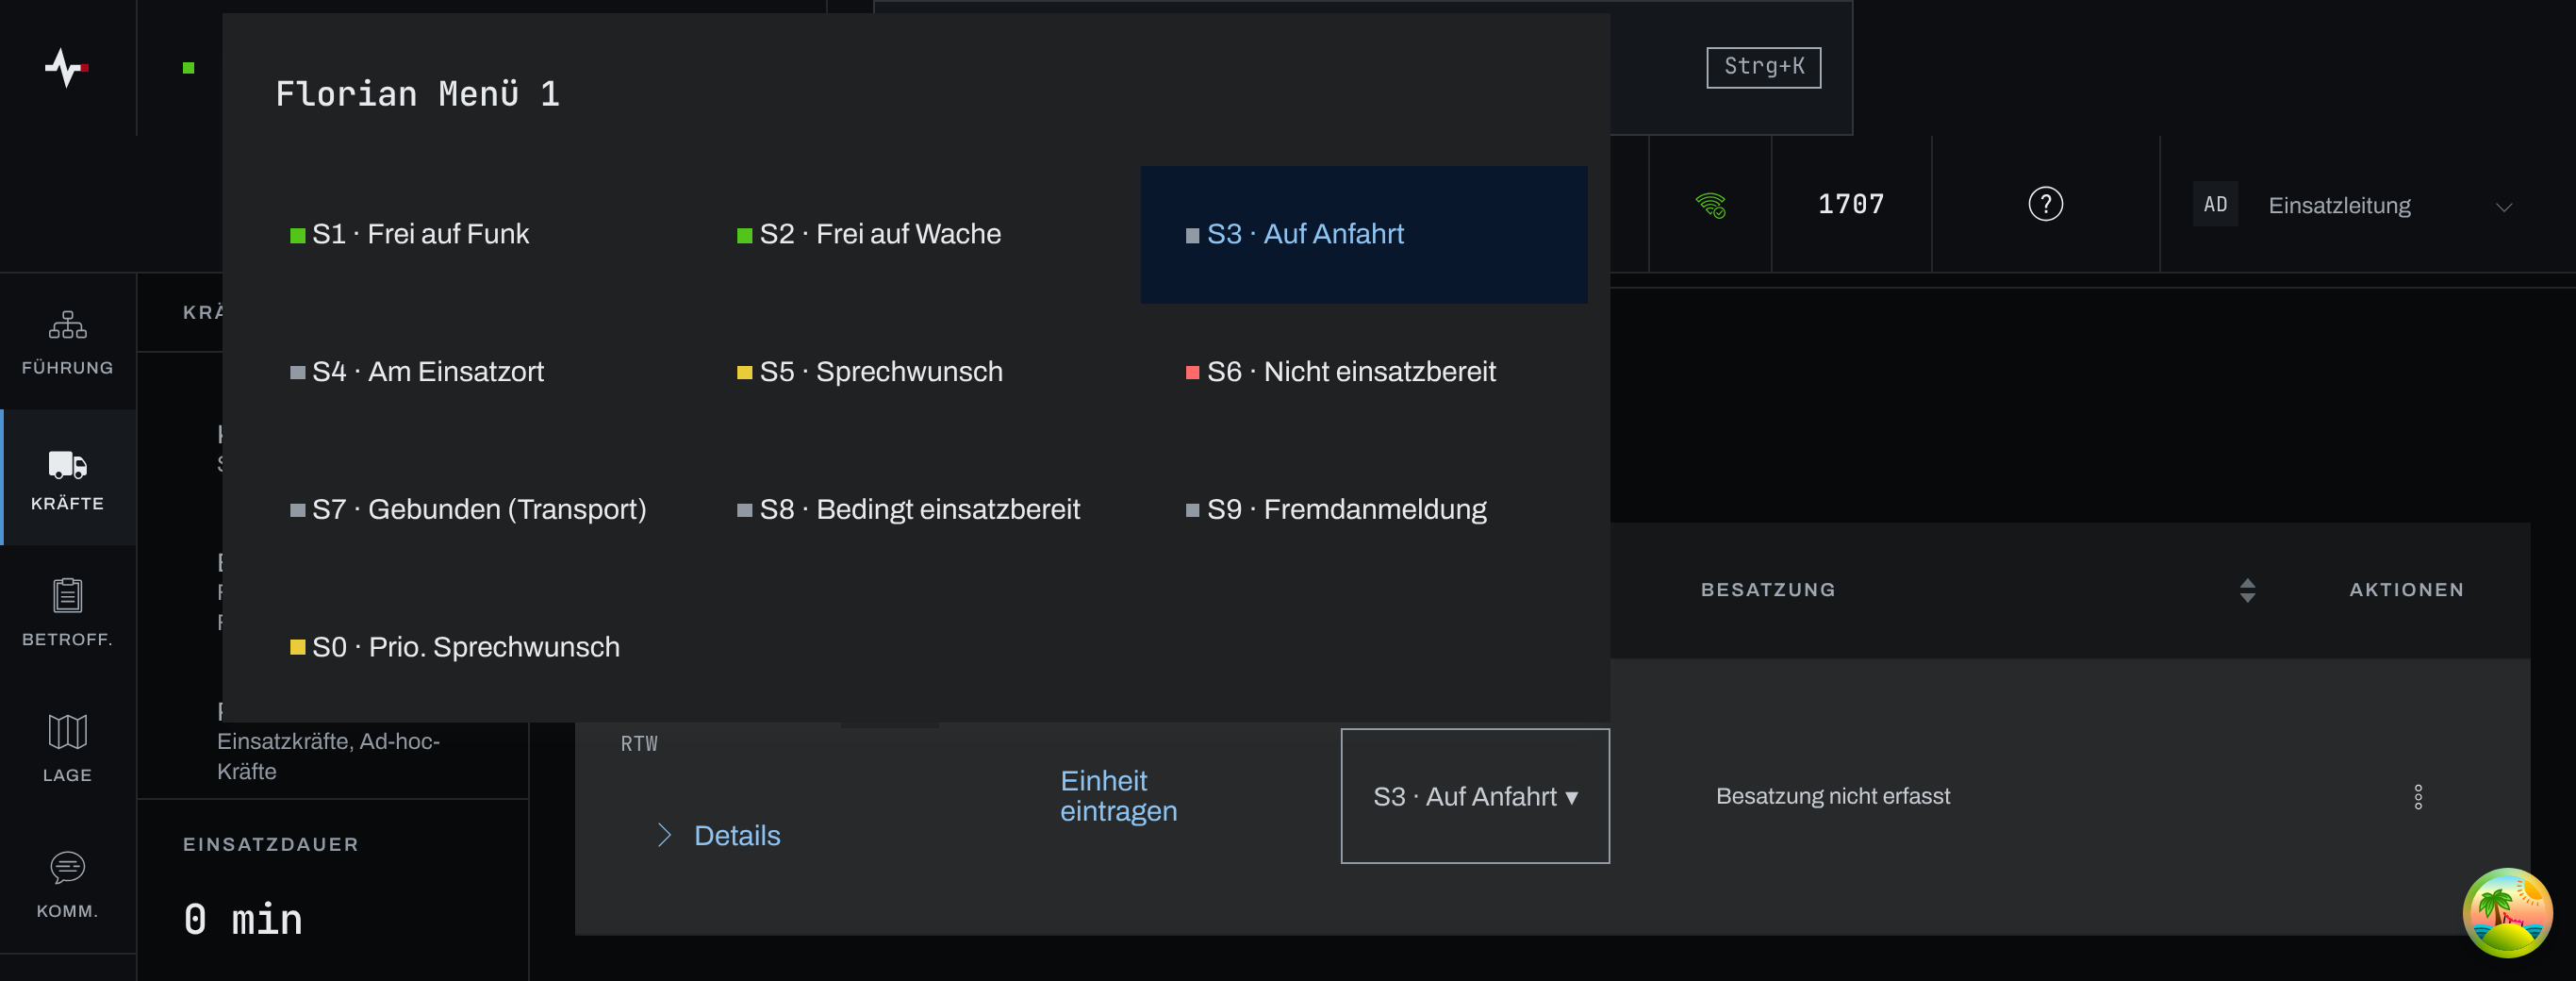 Florian Menü 1
Strg+K
S1 · Frei auf Funk
S2 · Frei auf Wache
S3 · Auf Anfahrt
1707
?
AD
Einsatzleitung
FÜHRUNG
S4 · Am Einsatzort
S5 · Sprechwunsch
S6 · Nicht einsatzbereit
KRÄFTE
S7 · Gebunden (Transport)
S8 · Bedingt einsatzbereit
S9 · Fremdanmeldung
BESATZUNG
AKTIONEN
BETROFF.
S0 · Prio. Sprechwunsch
LAGE
Einsatzkräfte, Ad-hoc-
Kräfte
RTW
Details
Einheit
eintragen
S3 · Auf Anfahrt ▾
Besatzung nicht erfasst
EINSATZDAUER
0 min
KOMM.